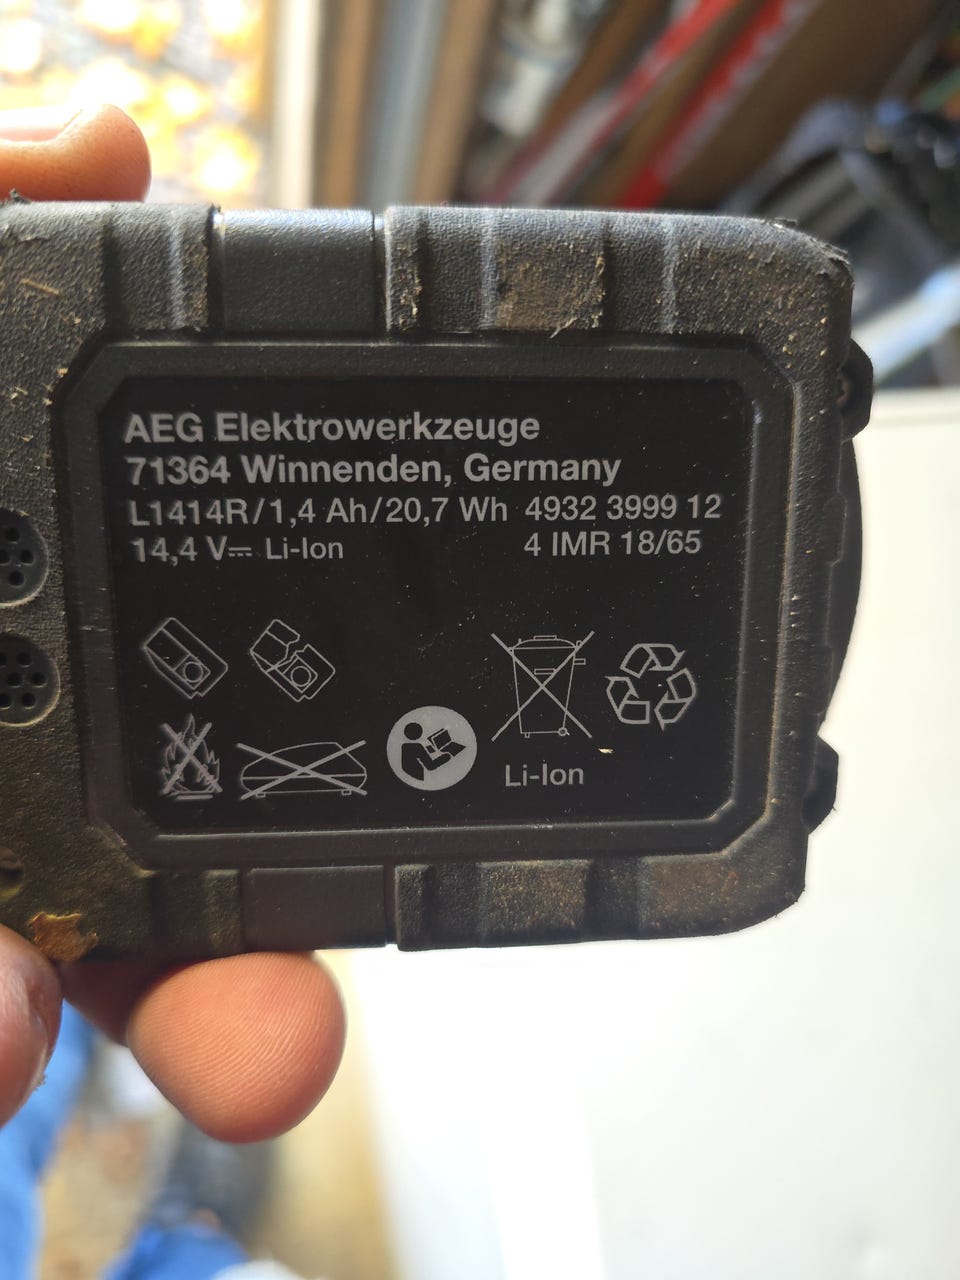 AEG Elektrowerkzeuge
71364 Winnenden, Germany
L1414R/1,4 Ah/20,7 Wh 4932 3999 12
14,4 V⎓ Li-Ion 4 IMR 18/65
Li-Ion